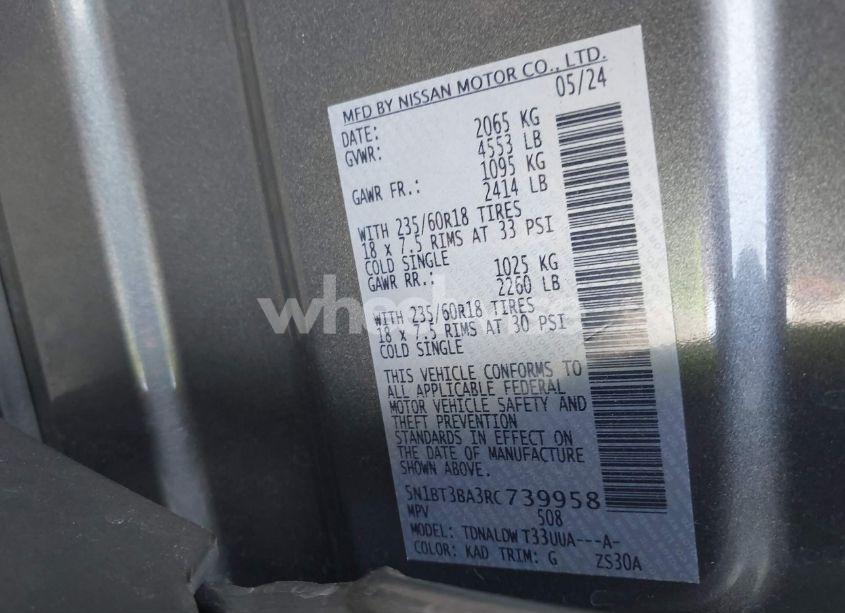 MFD BY NISSAN MOTOR CO., LTD.
DATE: 05/24
GVWR: 2065 KG
4553 LB
GAWR FR.: 1095 KG
2414 LB
WITH 235/60R18 TIRES
18 x 7.5 RIMS AT 33 PSI
COLD SINGLE
GAWR RR.: 1025 KG
2260 LB
WITH 235/60R18 TIRES
18 x 7.5 RIMS AT 30 PSI
COLD SINGLE
THIS VEHICLE CONFORMS TO
ALL APPLICABLE FEDERAL
MOTOR VEHICLE SAFETY AND
THEFT PREVENTION
STANDARDS IN EFFECT ON
THE DATE OF MANUFACTURE
SHOWN ABOVE.
5N1BT3BA3RC739958
MPV 508
MODEL: TDNALDW T33UUA---A-
COLOR: KAD TRIM: G ZS30A